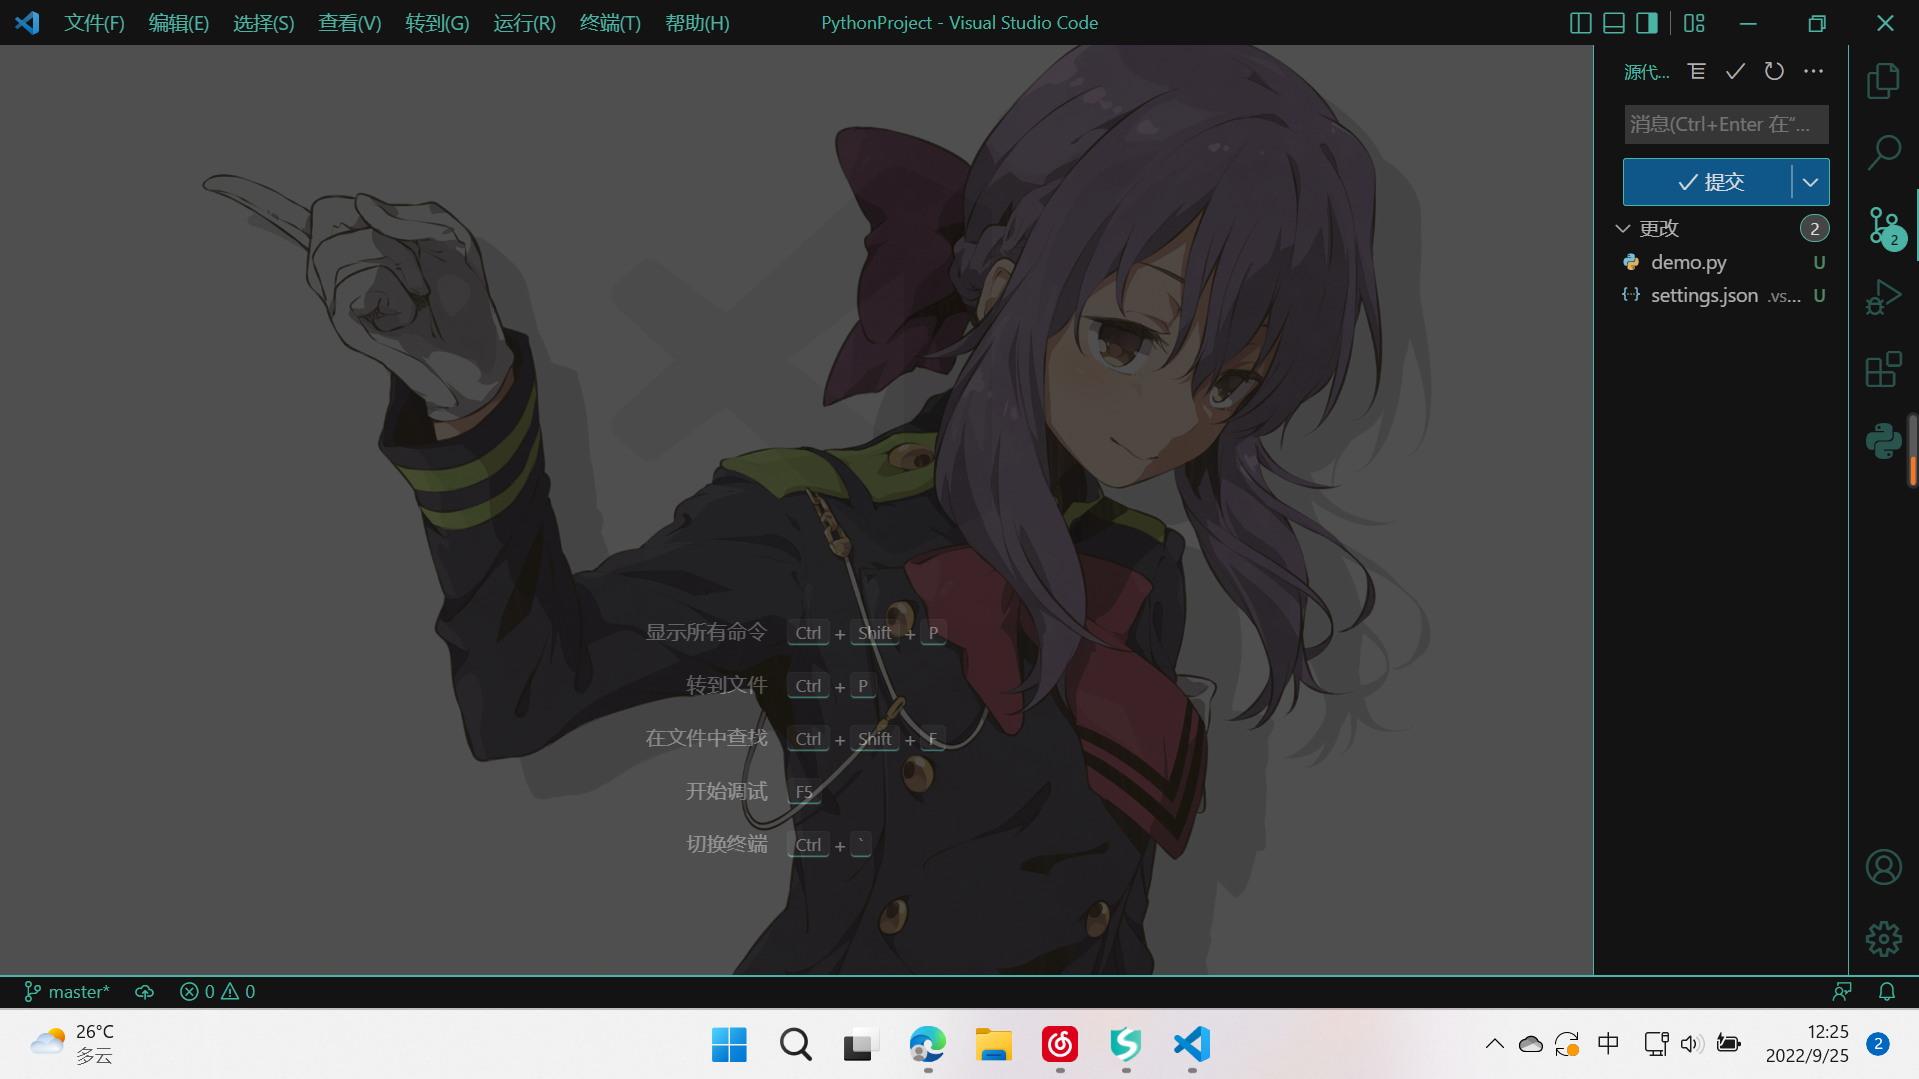 文件(F) 编辑(E) 选择(S) 查看(V) 转到(G) 运行(R) 终端(T) 帮助(H) PythonProject - Visual Studio Code
源代...
消息(Ctrl+Enter 在“...
提交
更改 2
2
demo.py U
settings.json .vs... U
显示所有命令 Ctrl + Shift + P
转到文件 Ctrl + P
在文件中查找 Ctrl + Shift + F
开始调试 F5
切换终端 Ctrl + `
master* 0 0
26°C
多云
中
12:25
2022/9/25
2